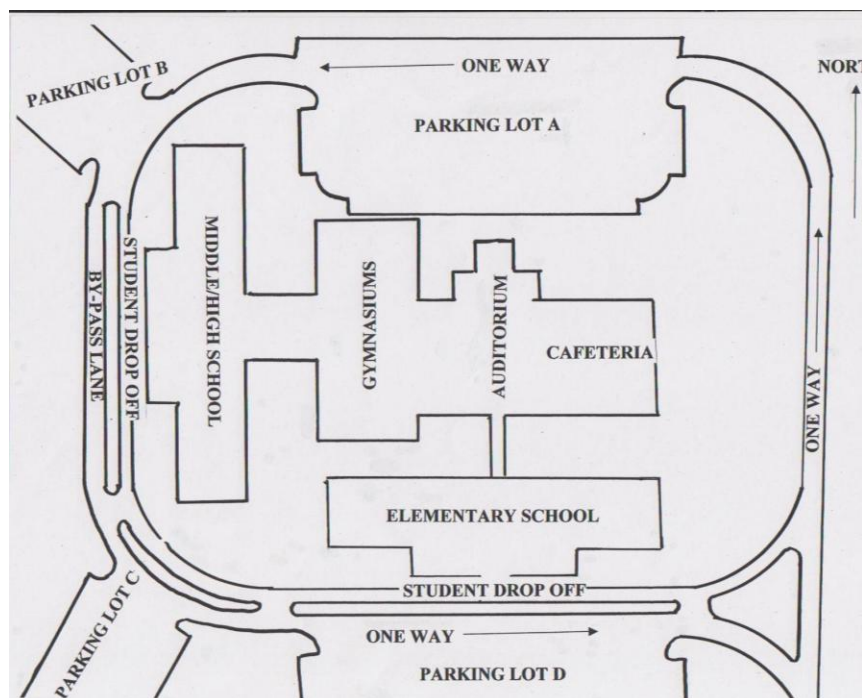 PARKING LOT B
ONE WAY
NORT
PARKING LOT A
MIDDLE/HIGH SCHOOL
GYMNASIUMS
AUDITORIUM
CAFETERIA
BY-PASS LANE
STUDENT DROP OFF
ONE WAY
ELEMENTARY SCHOOL
STUDENT DROP OFF
PARKING LOT C
ONE WAY
PARKING LOT D